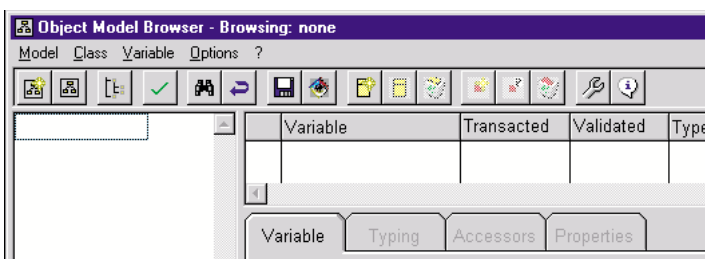 Object Model Browser - Browsing: none
Model Class Variable Options ?
Variable Transacted Validated Type
Variable Typing Accessors Properties